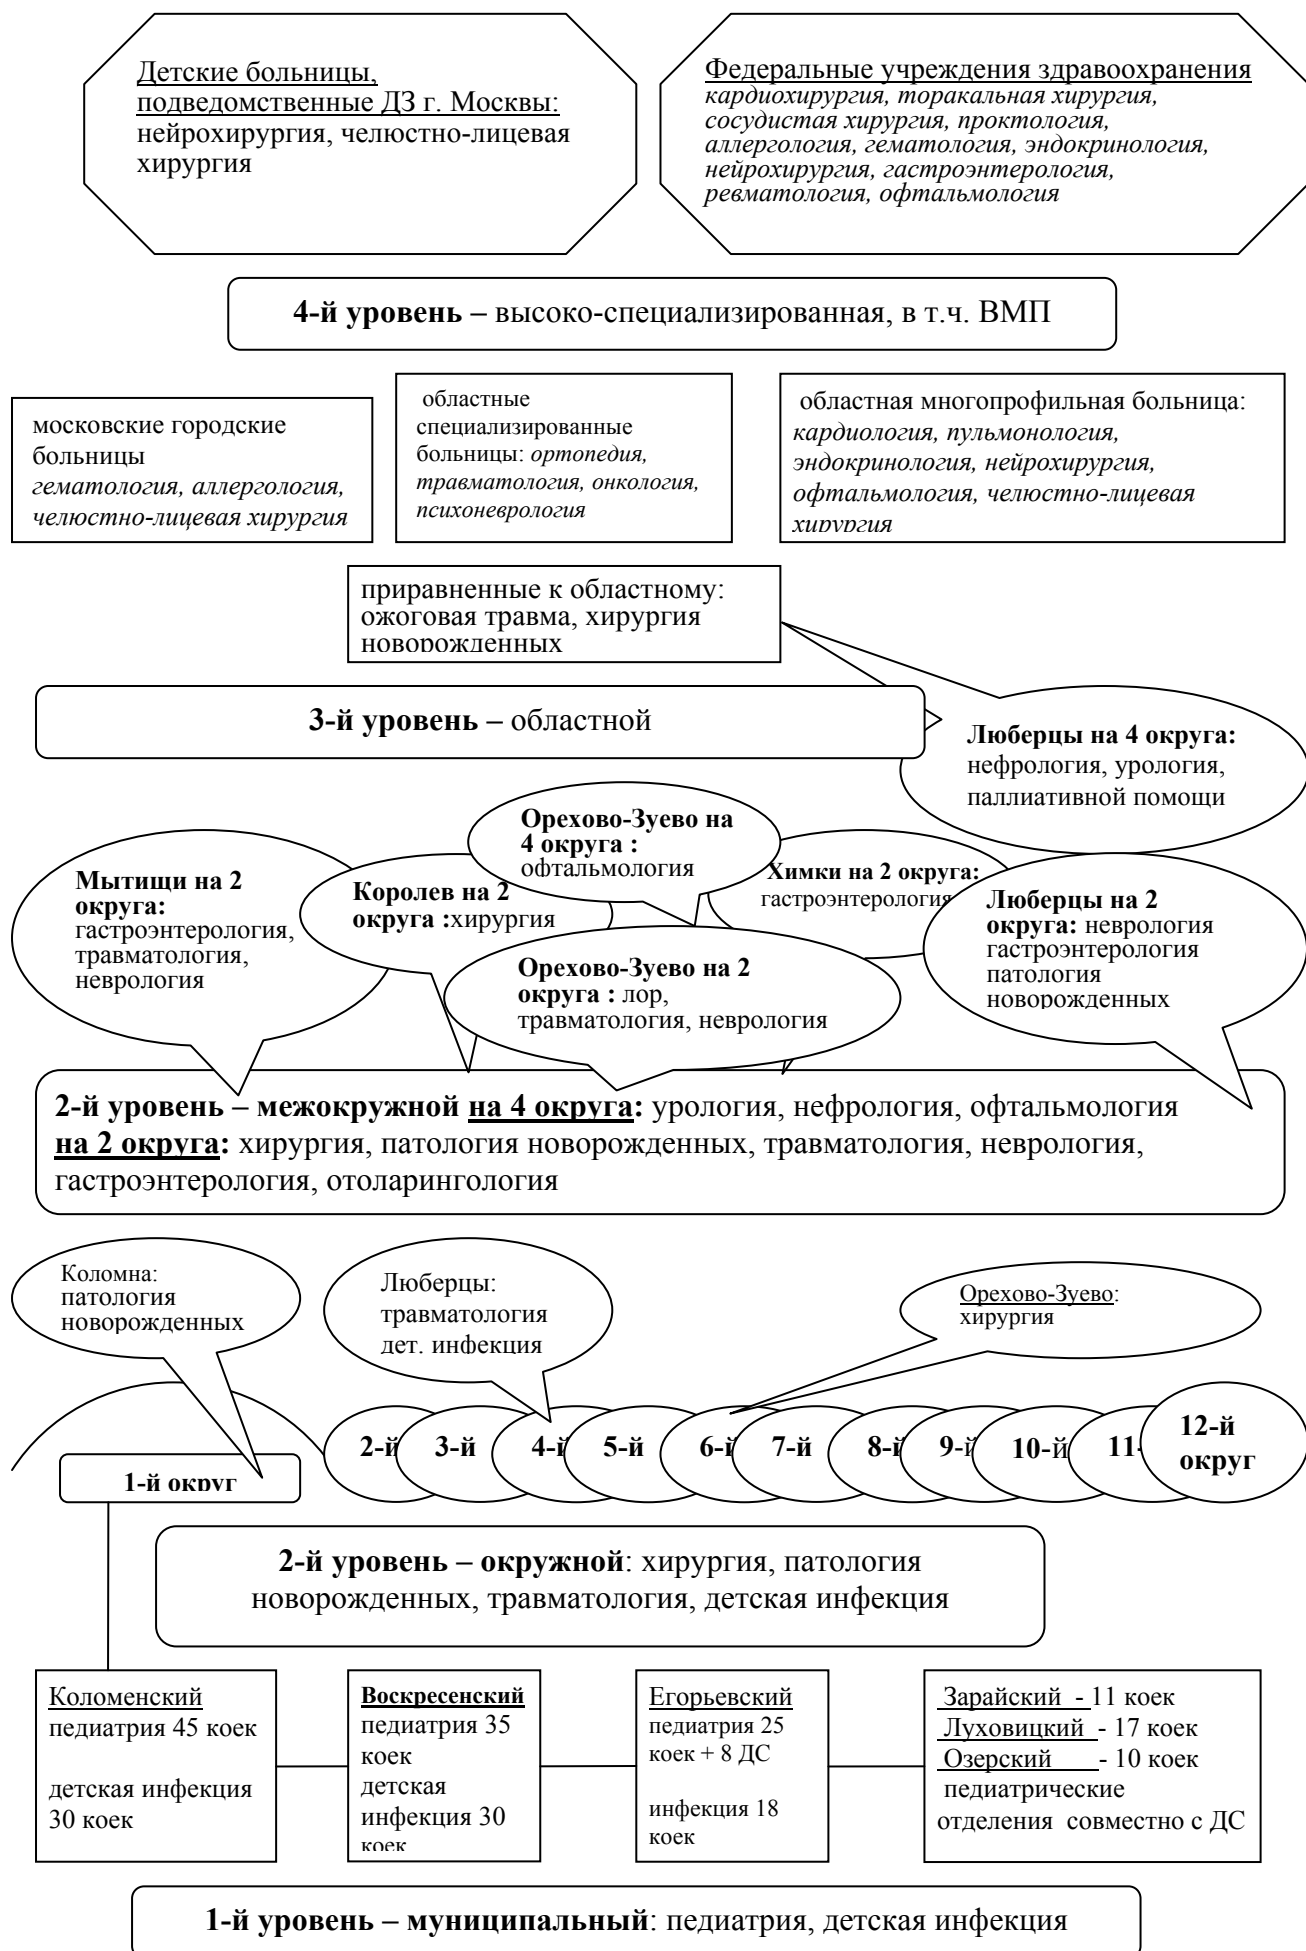 Детские больницы,
подведомственные ДЗ г. Москвы:
нейрохирургия, челюстно-лицевая
хирургия
Федеральные учреждения здравоохранения
кардиохирургия, торакальная хирургия,
сосудистая хирургия, проктология,
аллергология, гематология, эндокринология,
нейрохирургия, гастроэнтерология,
ревматология, офтальмология
4-й уровень – высоко-специализированная, в т.ч. ВМП
московские городские
больницы
гематология, аллергология,
челюстно-лицевая хирургия
областные
специализированные
больницы: ортопедия,
травматология, онкология,
психоневрология
областная многопрофильная больница:
кардиология, пульмонология,
эндокринология, нейрохирургия,
офтальмология, челюстно-лицевая
хирургия
приравненные к областному:
ожоговая травма, хирургия
новорожденных
3-й уровень – областной
Люберцы на 4 округа:
нефрология, урология,
паллиативной помощи
Орехово-Зуево на
4 округа :
офтальмология
Мытищи на 2
округа:
гастроэнтерология,
травматология,
неврология
Королев на 2
округа :хирургия
Химки на 2 округа:
гастроэнтерология
Люберцы на 2
округа: неврология
гастроэнтерология
патология
новорожденных
Орехово-Зуево на 2
округа : лор,
травматология, неврология
2-й уровень – межокружной на 4 округа: урология, нефрология, офтальмология
на 2 округа: хирургия, патология новорожденных, травматология, неврология,
гастроэнтерология, отоларингология
Коломна:
патология
новорожденных
Люберцы:
травматология
дет. инфекция
Орехово-Зуево:
хирургия
1-й округ
2-й
3-й
4-й
5-й
6-й
7-й
8-й
9-й
10-й
11-
12-й
округ
2-й уровень – окружной: хирургия, патология
новорожденных, травматология, детская инфекция
Коломенский
педиатрия 45 коек
детская инфекция
30 коек
Воскресенский
педиатрия 35
коек
детская
инфекция 30
коек
Егорьевский
педиатрия 25
коек + 8 ДС
инфекция 18
коек
Зарайский - 11 коек
Луховицкий - 17 коек
Озерский - 10 коек
педиатрические
отделения совместно с ДС
1-й уровень – муниципальный: педиатрия, детская инфекция